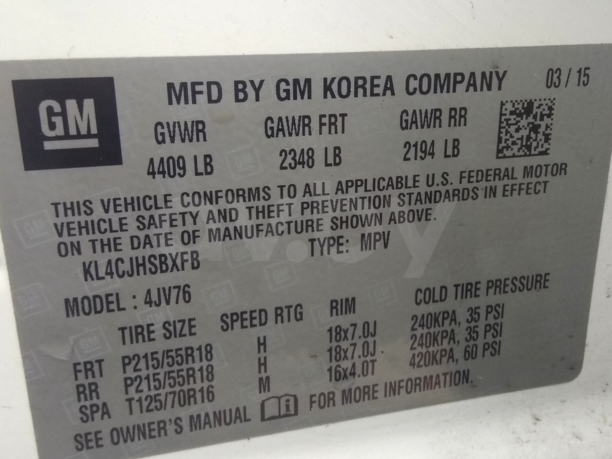 GM
MFD BY GM KOREA COMPANY 03/15
GVWR GAWR FRT GAWR RR
4409 LB 2348 LB 2194 LB
THIS VEHICLE CONFORMS TO ALL APPLICABLE U.S. FEDERAL MOTOR
VEHICLE SAFETY AND THEFT PREVENTION STANDARDS IN EFFECT
ON THE DATE OF MANUFACTURE SHOWN ABOVE.
KL4CJHSBXFB TYPE: MPV
MODEL: 4JV76
TIRE SIZE SPEED RTG RIM COLD TIRE PRESSURE
FRT P215/55R18 H 18x7.0J 240KPA, 35 PSI
RR P215/55R18 H 18x7.0J 240KPA, 35 PSI
SPA T125/70R16 M 16x4.0T 420KPA, 60 PSI
SEE OWNER'S MANUAL FOR MORE INFORMATION.